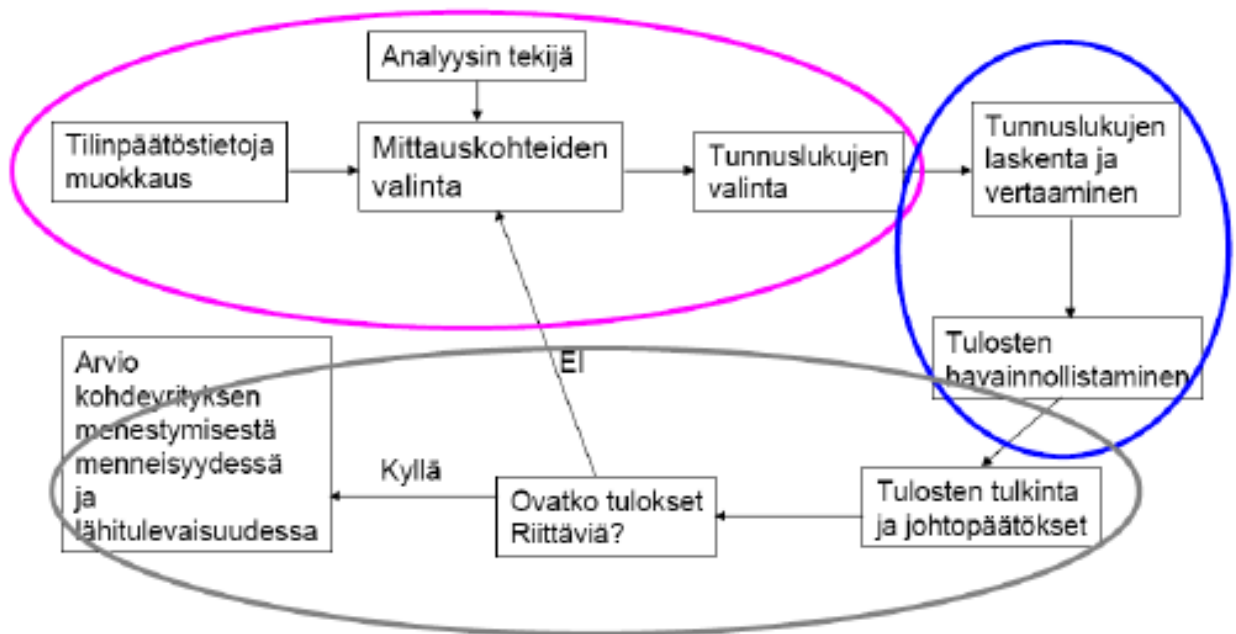 Analyysin tekijä
Tilinpäätöstietoja
muokkaus
Mittauskohteiden
valinta
Tunnuslukujen
valinta
Tunnuslukujen
laskenta ja
vertaaminen
Tulosten
havainnollistaminen
Tulosten tulkinta
ja johtopäätökset
Ovatko tulokset
Riittäviä?
EI
Kyllä
Arvio
kohdeyrityksen
menestymisestä
menneisyydessä
ja
lähitulevaisuudessa